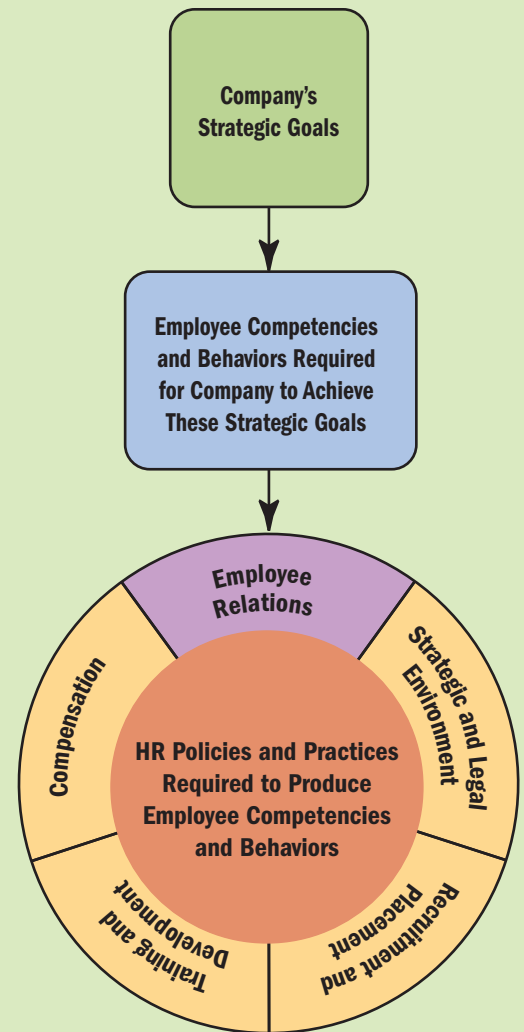 Company's
Strategic Goals
Employee Competencies
and Behaviors Required
for Company to Achieve
These Strategic Goals
Employee
Relations
Strategic and Legal
Environment
Recruitment and
Placement
Training and
Development
Compensation
HR Policies and Practices
Required to Produce
Employee Competencies
and Behaviors